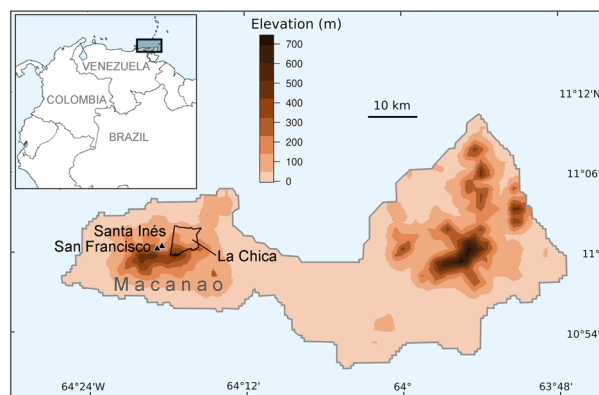 Elevation (m)
700
600
500
400
300
200
100
0
VENEZUELA
COLOMBIA
BRAZIL
10 km
11°12'N
11°06'N
11°N
10°54'N
Santa Inés
San Francisco
La Chica
Macanao
64°24'W
64°12'W
64°W
63°48'W